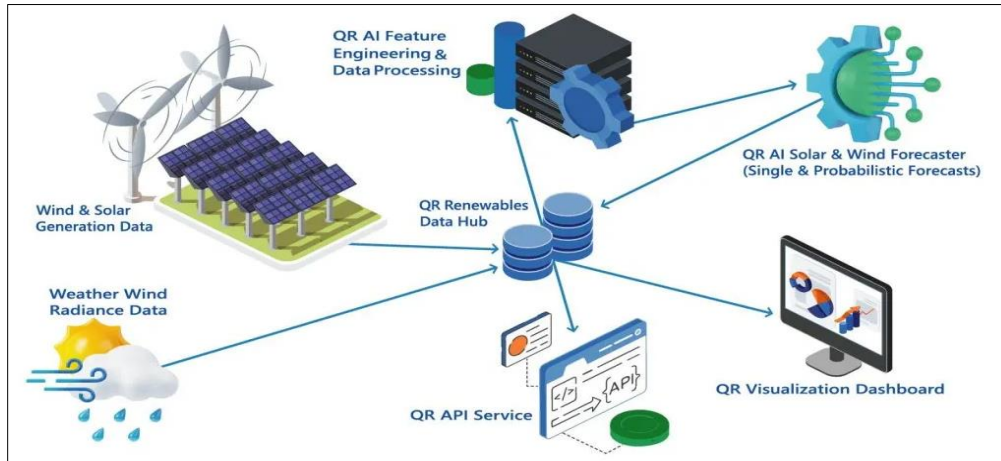 QR AI Feature
Engineering &
Data Processing
QR AI Solar & Wind Forecaster
(Single & Probabilistic Forecasts)
Wind & Solar
Generation Data
QR Renewables
Data Hub
Weather Wind
Radiance Data
</>
{API}
QR API Service
QR Visualization Dashboard